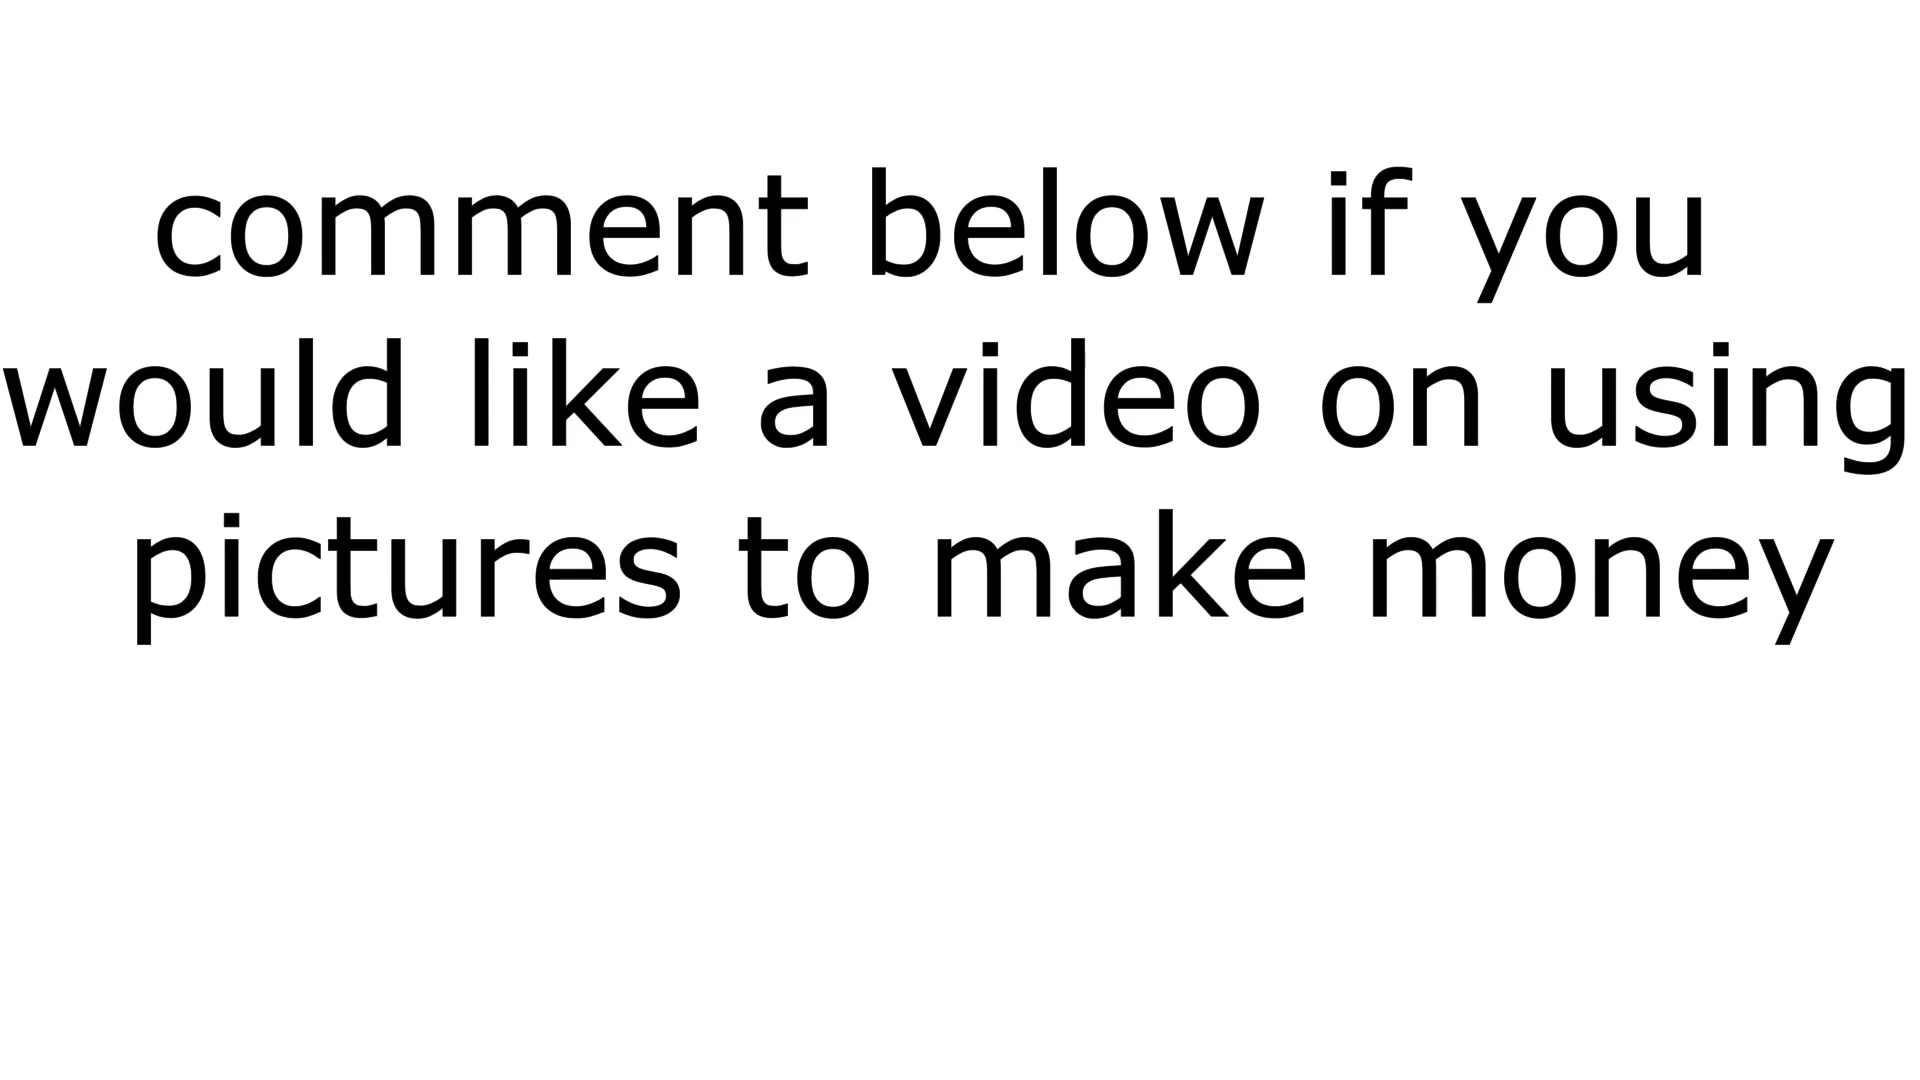 comment below if you
would like a video on using
pictures to make money